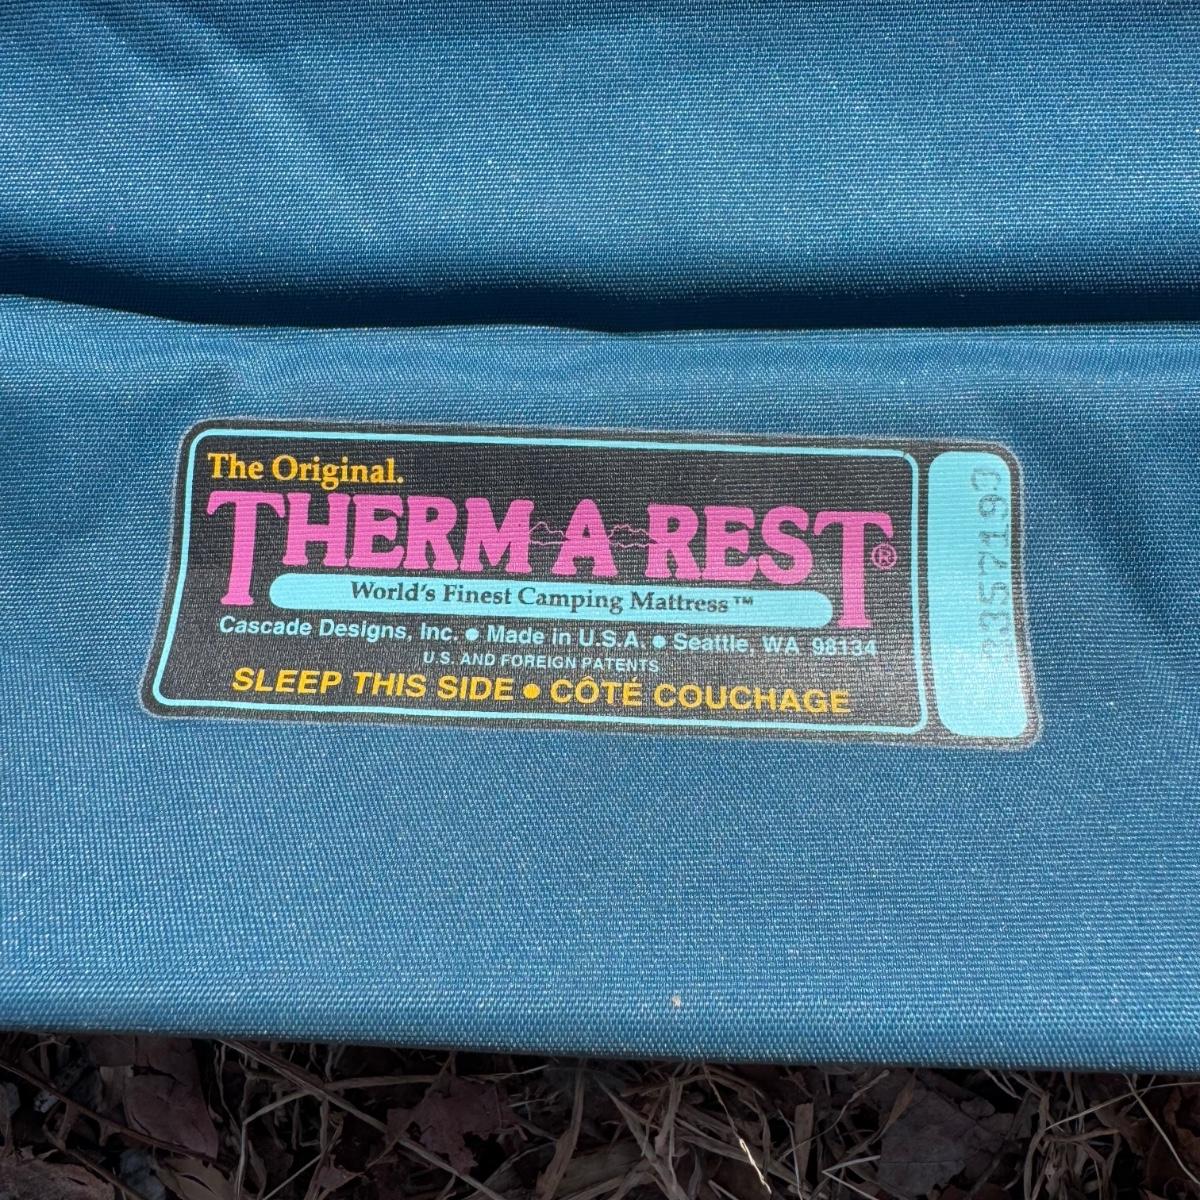 The Original.
THERM-A-REST®
World's Finest Camping Mattress™
Cascade Designs, Inc. ● Made in U.S.A. ● Seattle, WA 98134
U.S. AND FOREIGN PATENTS
SLEEP THIS SIDE ● CÔTÉ COUCHAGE